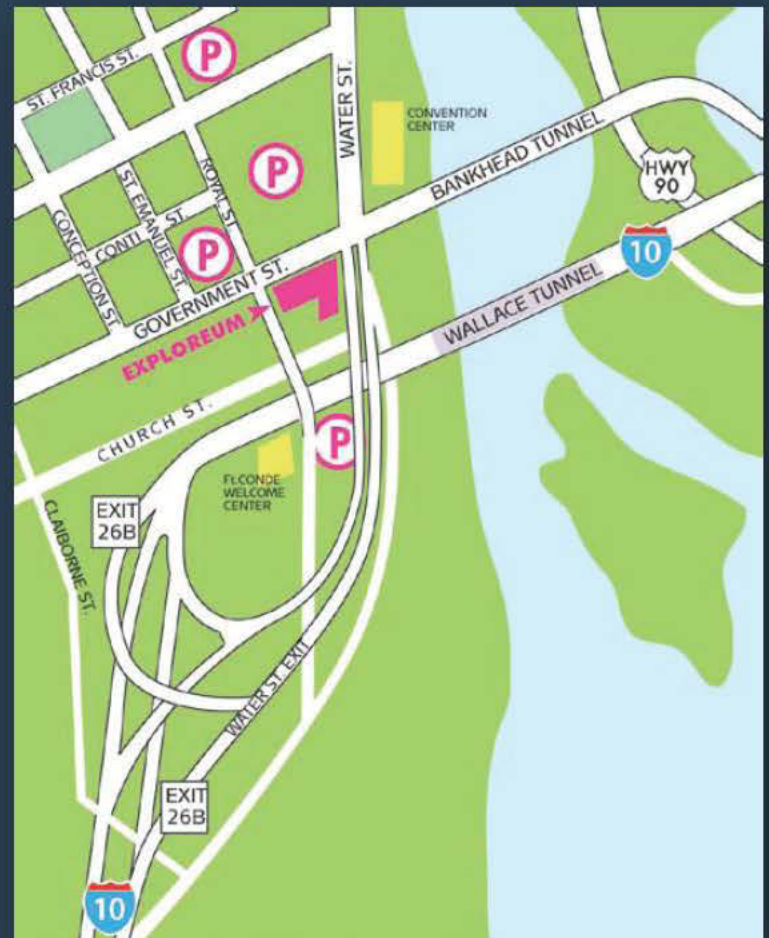 ST. FRANCIS ST.
P
WATER ST.
CONVENTION
CENTER
BANKHEAD TUNNEL
HWY
90
P
ROYAL ST.
ST. EMANUEL ST.
CONCEPTION ST.
CONTI ST.
P
GOVERNMENT ST.
10
EXPLOREUM
WALLACE TUNNEL
CHURCH ST.
P
Ft.CONDE
WELCOME
CENTER
EXIT
26B
CLAIBORNE ST.
WATER ST. EXIT
EXIT
26B
10